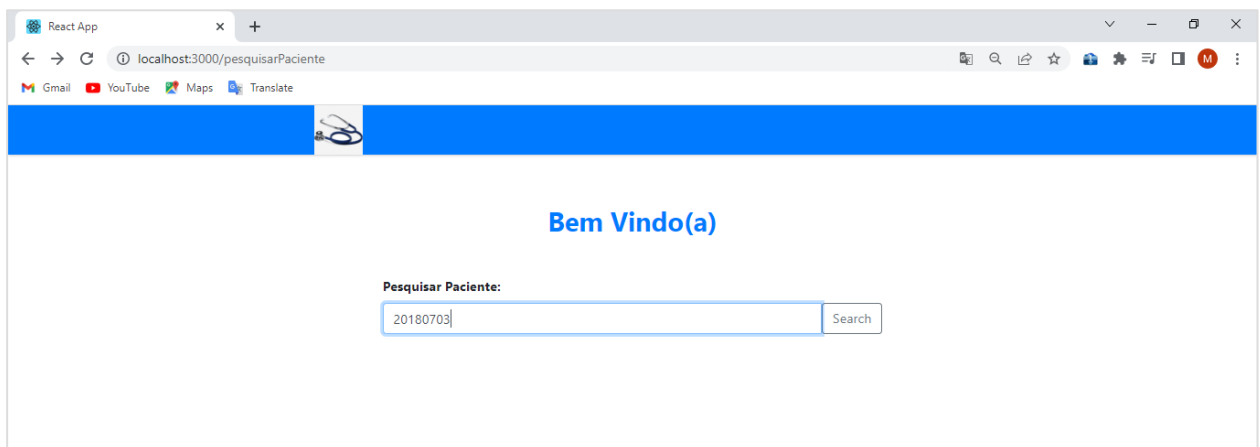 React App
localhost:3000/pesquisarPaciente
M
Gmail YouTube Maps Translate
Bem Vindo(a)
Pesquisar Paciente:
20180703
Search